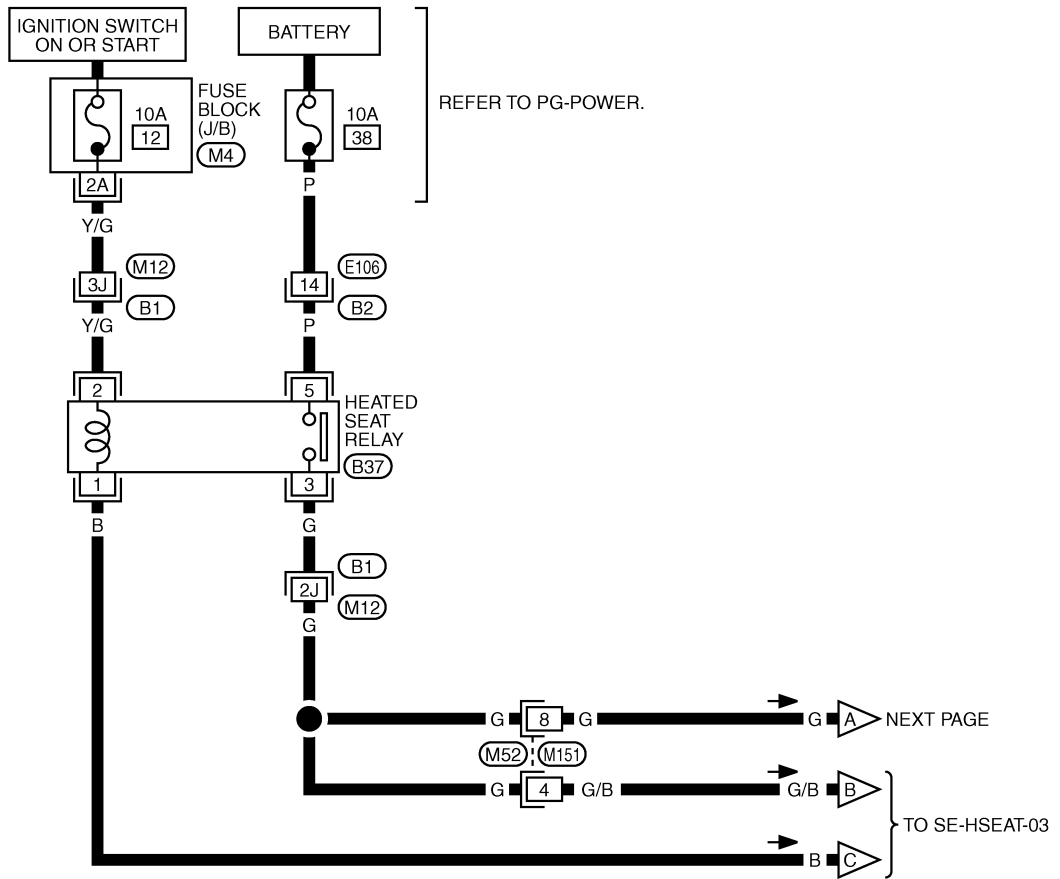 IGNITION SWITCH
ON OR START
BATTERY
REFER TO PG-POWER.
FUSE
BLOCK
(J/B)
M4
10A
12
10A
38
2A
P
Y/G
3J
M12
B1
14
E106
B2
Y/G
P
2
5
HEATED
SEAT
RELAY
B37
1
3
B
G
2J
B1
M12
G
G
8
G
G
A
NEXT PAGE
M52
M151
G
4
G/B
G/B
B
TO SE-HSEAT-03
B
C